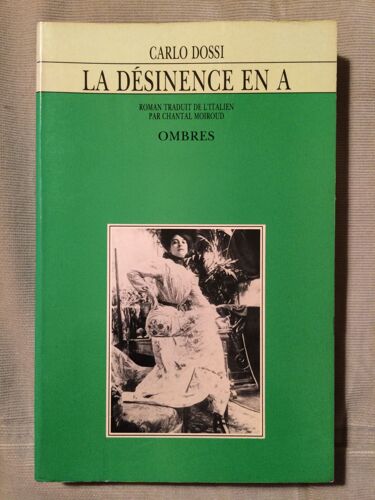 CARLO DOSSI
LA DÉSINENCE EN A
ROMAN TRADUIT DE L'ITALIEN
PAR CHANTAL MOIROUD
OMBRES